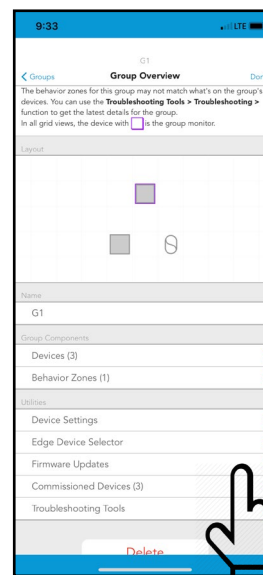 9:33
LTE
G1
Groups
Group Overview
Don
The behavior zones for this group may not match what's on the group's
devices. You can use the Troubleshooting Tools > Troubleshooting >
function to get the latest details for the group.
In all grid views, the device with is the group monitor.
Layout
Name
G1
Group Components
Devices (3)
Behavior Zones (1)
Utilities
Device Settings
Edge Device Selector
Firmware Updates
Commissioned Devices (3)
Troubleshooting Tools
Delete